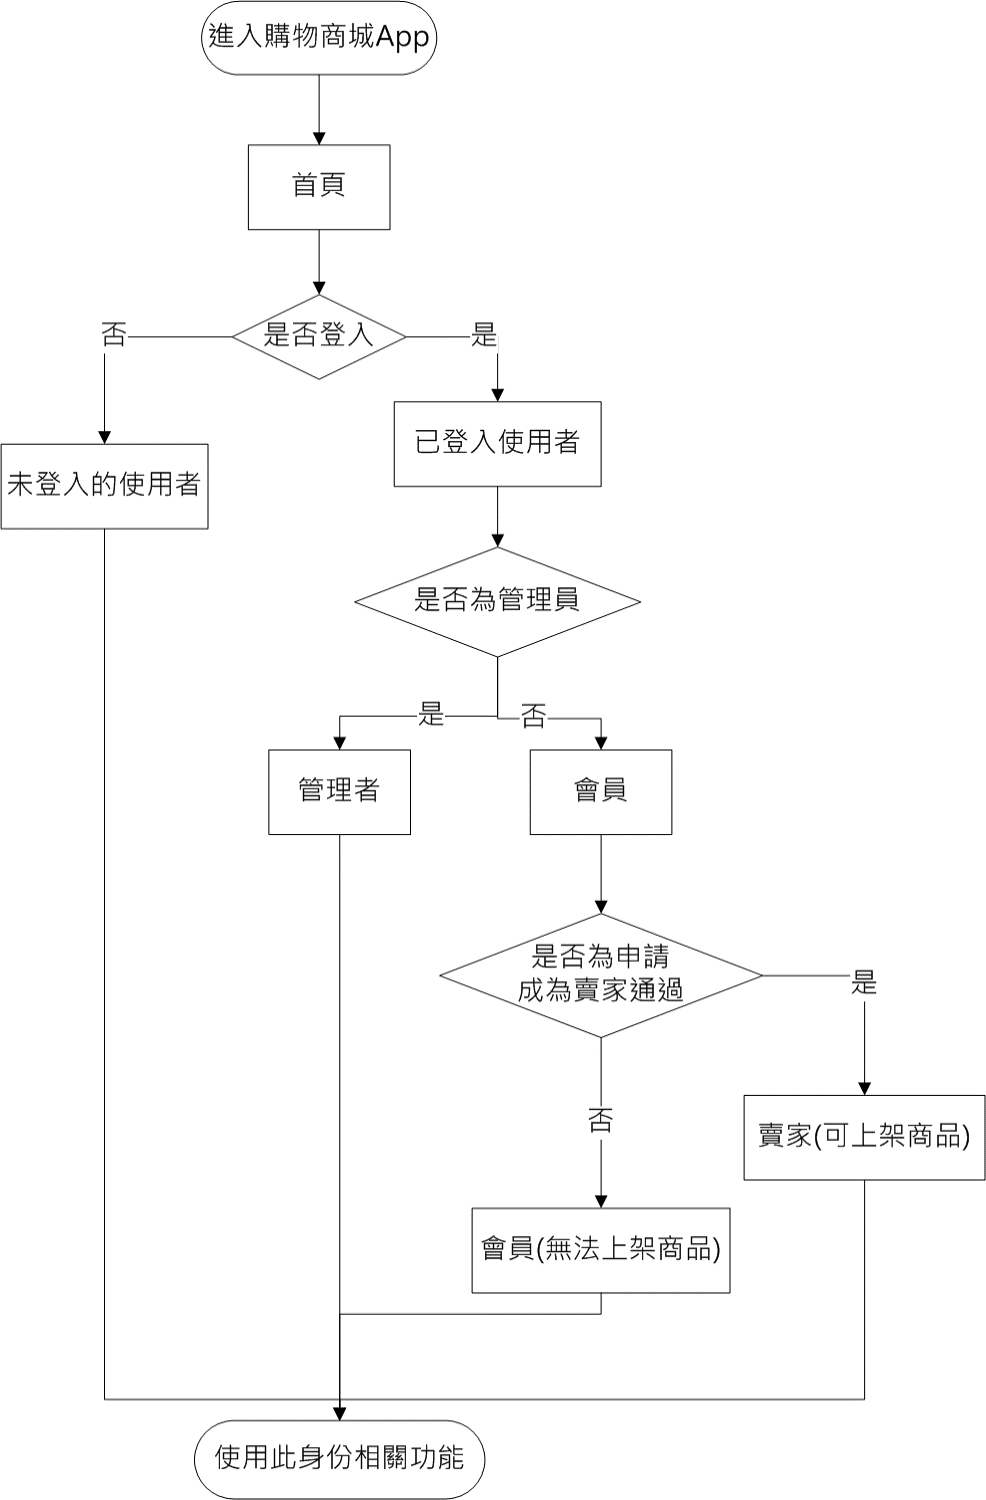 進入購物商城App
首頁
是否登入
否
是
已登入使用者
未登入的使用者
是否為管理員
是
否
管理者
會員
是否為申請
成為賣家通過
是
否
賣家(可上架商品)
會員(無法上架商品)
使用此身份相關功能